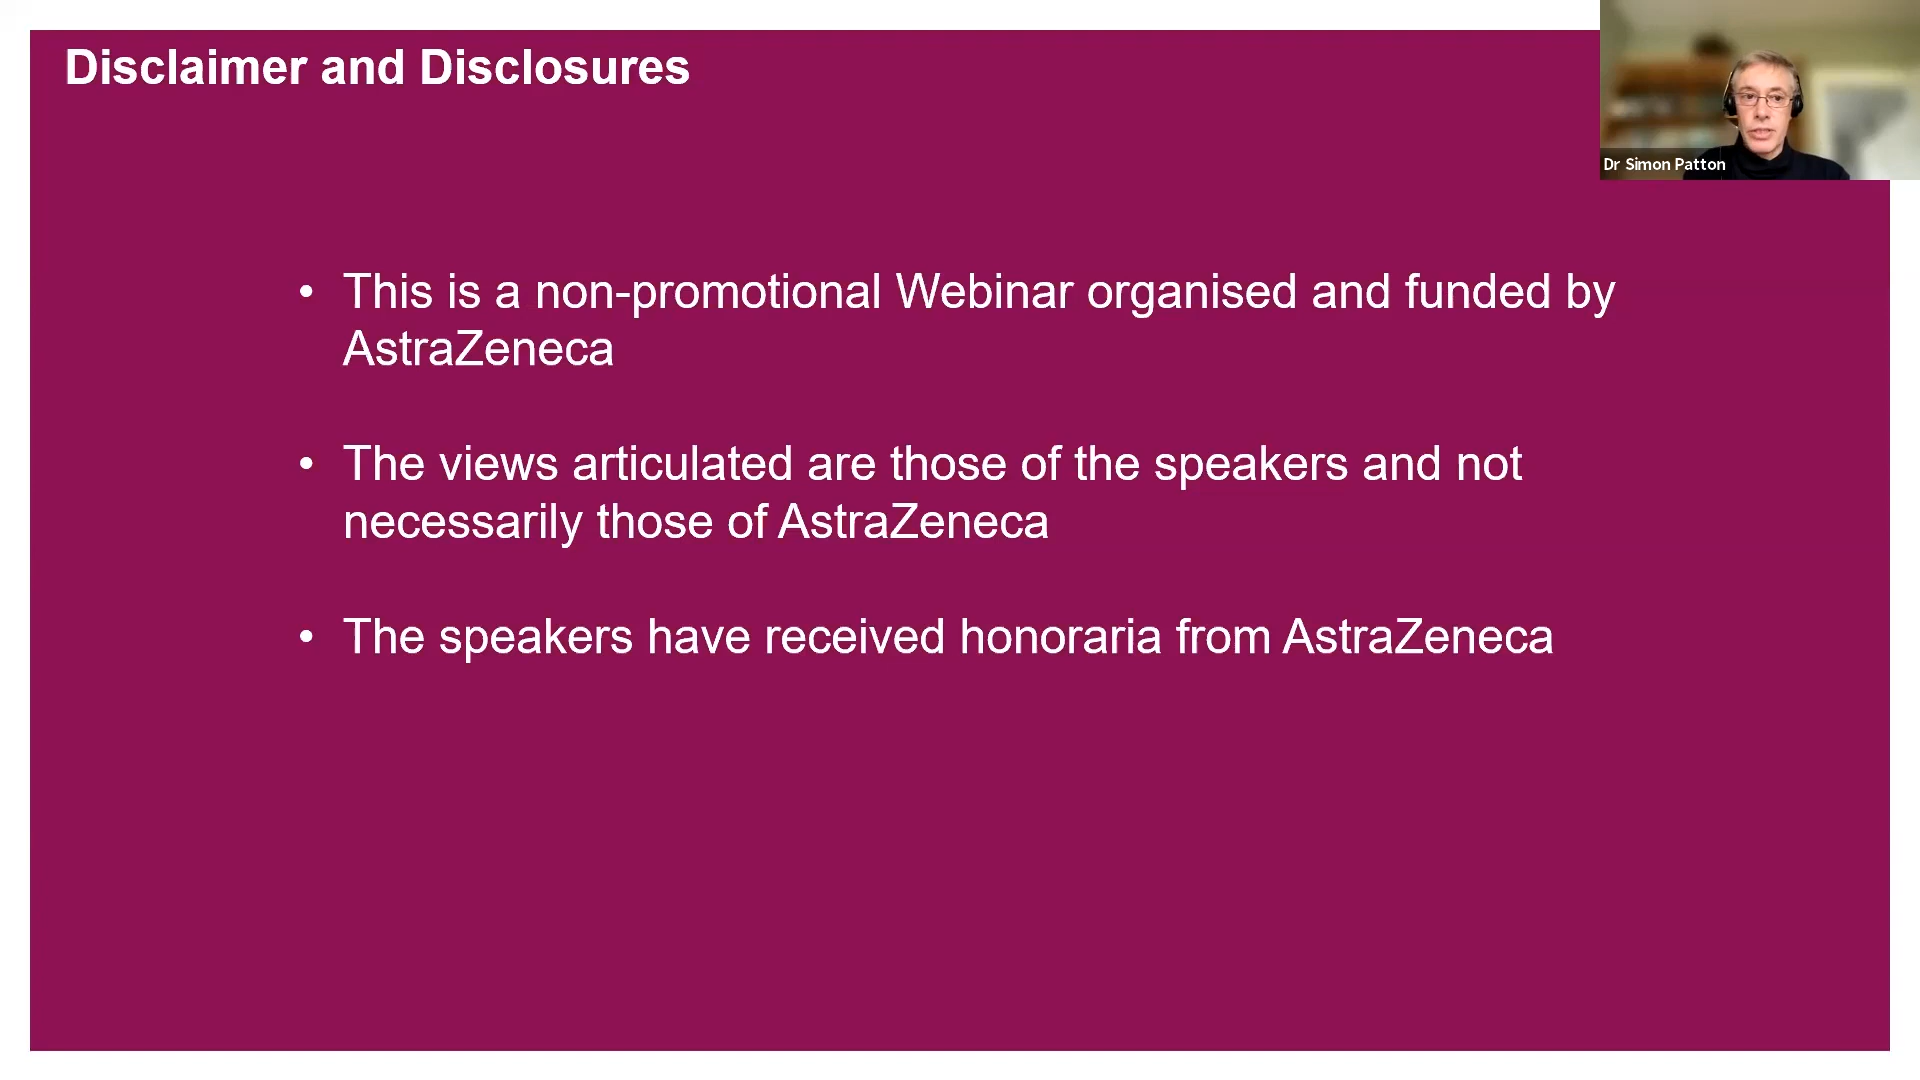 Disclaimer and Disclosures
Dr Simon Patton
• This is a non-promotional Webinar organised and funded by
AstraZeneca
• The views articulated are those of the speakers and not
necessarily those of AstraZeneca
• The speakers have received honoraria from AstraZeneca